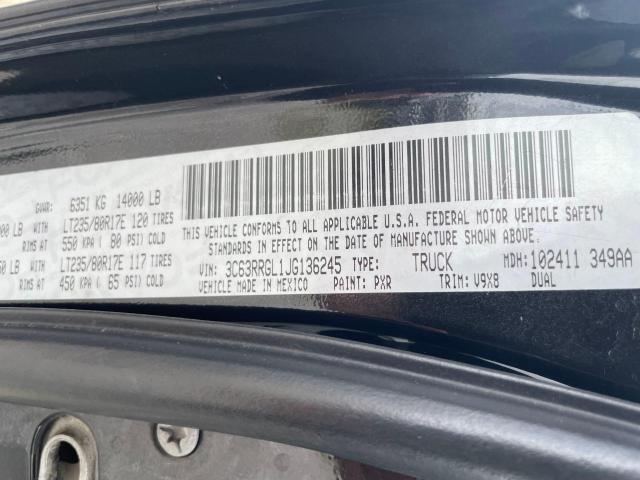 GVWR: 6351 KG 14000 LB
00 LB LT235/80R17E 120 TIRES
RIMS AT 550 KPA ( 80 PSI) COLD
LB LT235/80R17E 117 TIRES
RIMS AT 450 KPA ( 65 PSI) COLD
THIS VEHICLE CONFORMS TO ALL APPLICABLE U.S.A. FEDERAL MOTOR VEHICLE SAFETY
STANDARDS IN EFFECT ON THE DATE OF MANUFACTURE SHOWN ABOVE.
VIN: 3C63RRGL1JG136245 TYPE: TRUCK MDH: 102411 349AA
VEHICLE MADE IN MEXICO PAINT: PXR TRIM: V9X8 DUAL